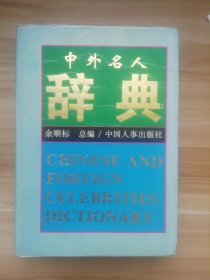 中外名人
辞典
余顺标 总编/中国人事出版社
CHINESE AND
FOREIGN
CELEBRITIES
DICTIONARY